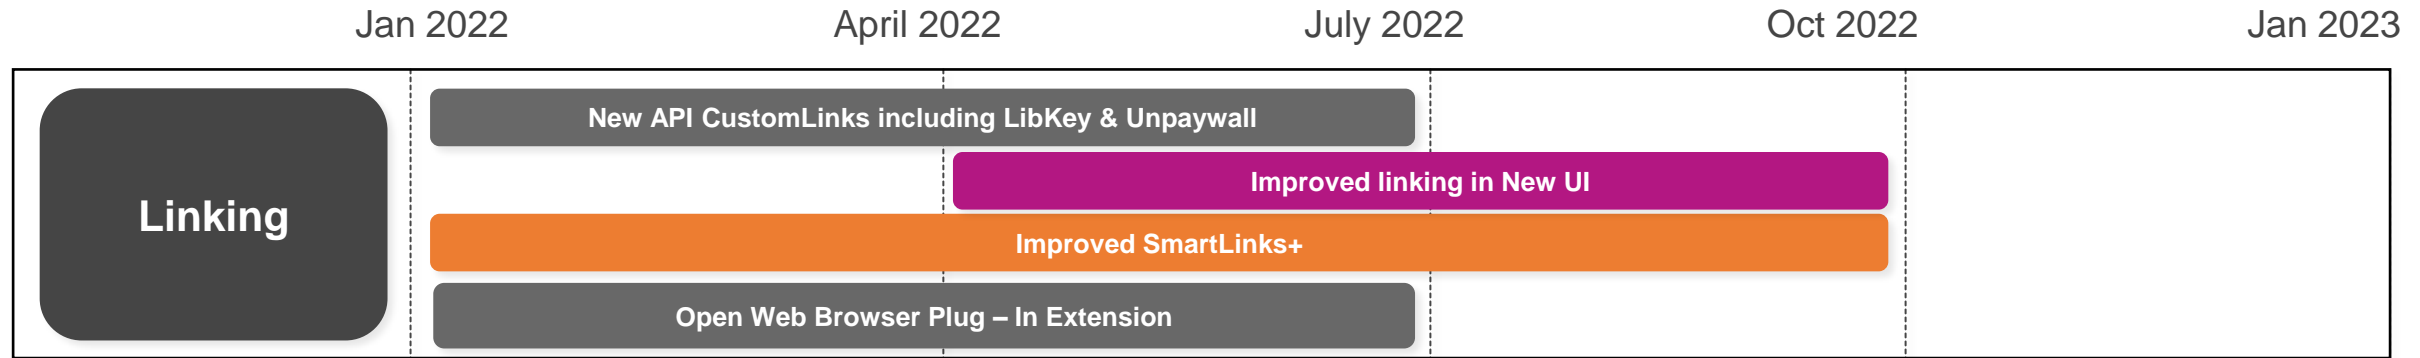 Jan 2022
April 2022
July 2022
Oct 2022
Jan 2023
Linking
New API CustomLinks including LibKey & Unpaywall
Improved linking in New UI
Improved SmartLinks+
Open Web Browser Plug – In Extension